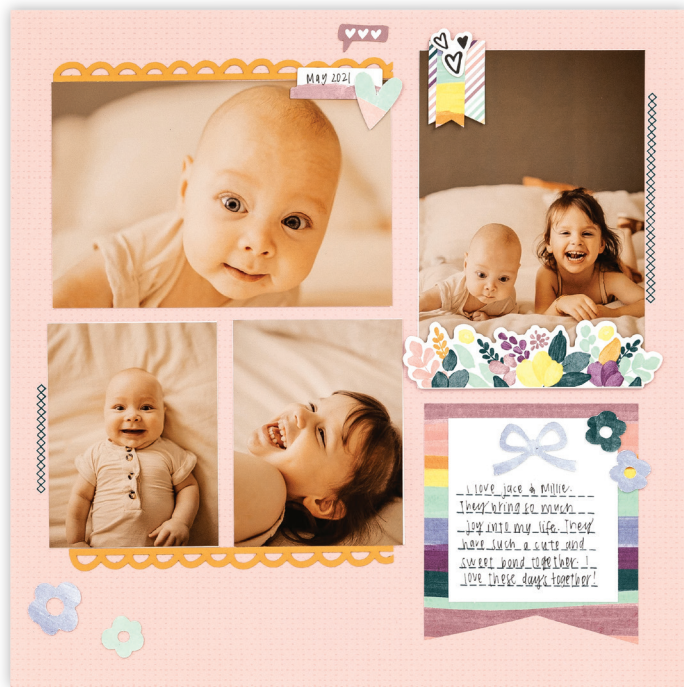 May 2021
I love Jace & Millie.
They bring so much
joy into my life. They
have such a cute and
sweet bond together. I
love these days together!